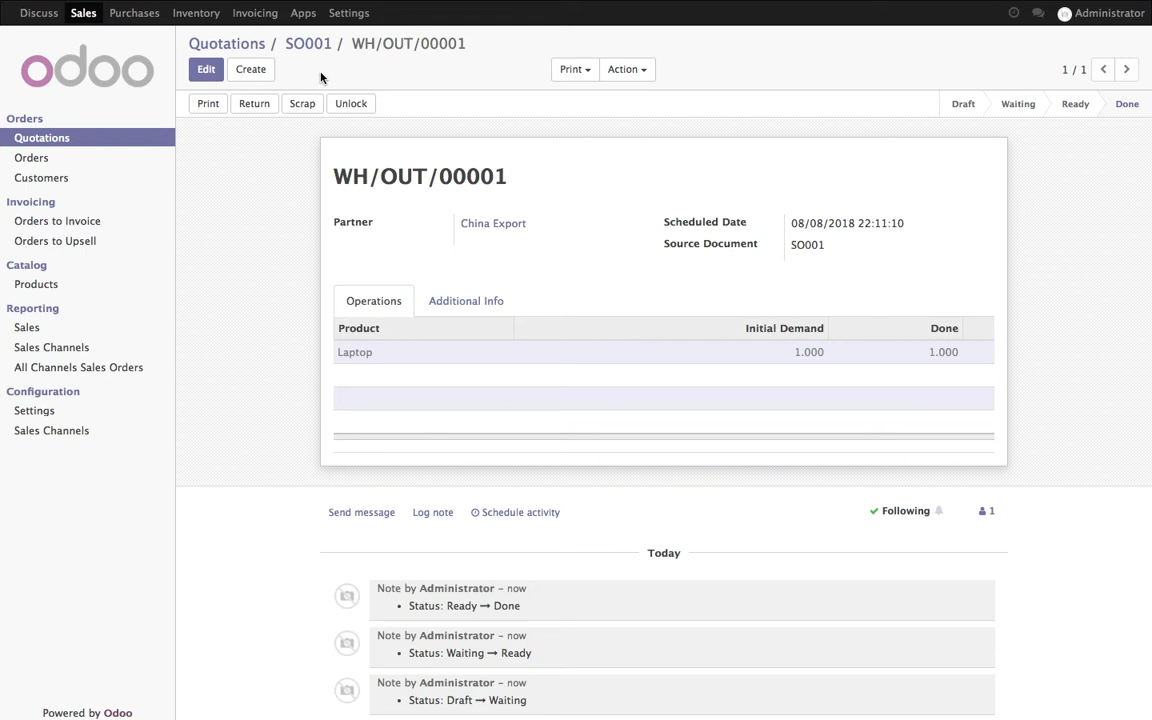 Discuss Sales Purchases Inventory Invoicing Apps Settings Administrator
odoo
Quotations / SO001 / WH/OUT/00001
Edit Create Print Action 1 / 1
Print Return Scrap Unlock Draft Waiting Ready Done
Orders
Quotations
Orders
Customers
Invoicing
Orders to Invoice
Orders to Upsell
Catalog
Products
Reporting
Sales
Sales Channels
All Channels Sales Orders
Configuration
Settings
Sales Channels
Powered by Odoo
WH/OUT/00001
Partner China Export Scheduled Date 08/08/2018 22:11:10
Source Document SO001
Operations Additional Info
Product Initial Demand Done
Laptop 1.000 1.000
Send message Log note Schedule activity Following 1
Today
Note by Administrator – now
• Status: Ready → Done
Note by Administrator – now
• Status: Waiting → Ready
Note by Administrator – now
• Status: Draft → Waiting